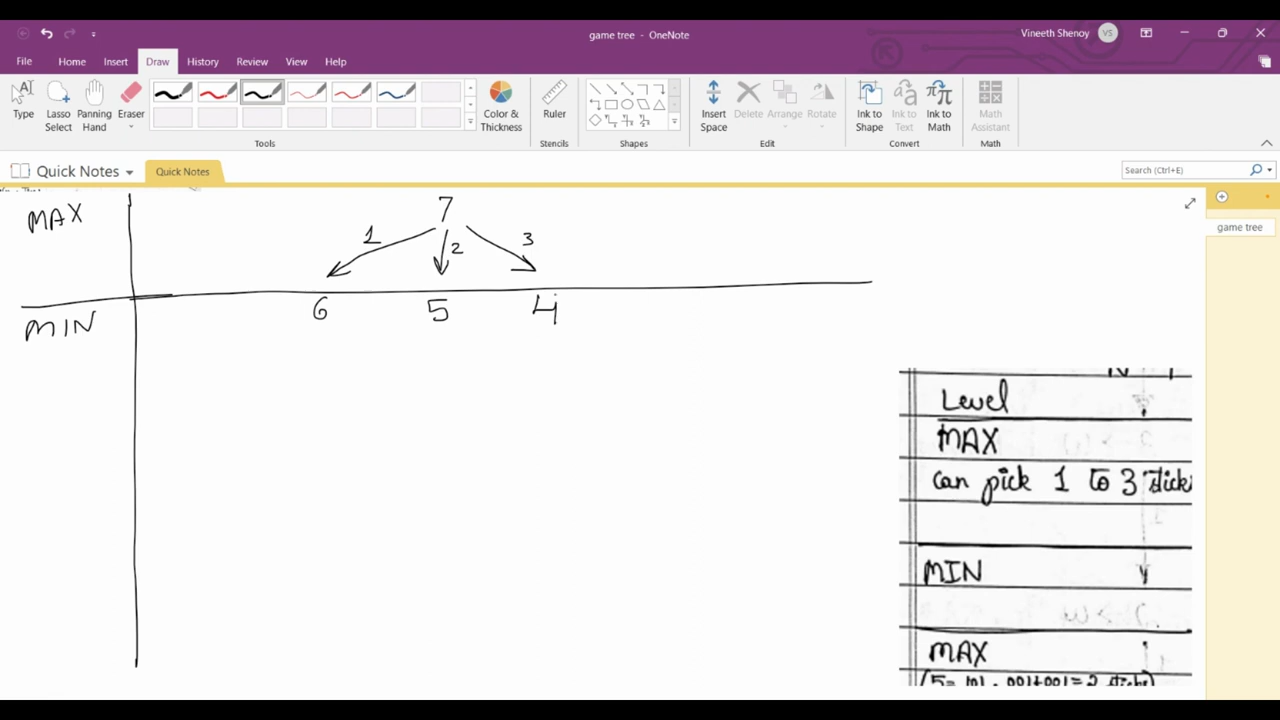 game tree - OneNote
Vineeth Shenoy
VS
File Home Insert Draw History Review View Help
Type
Lasso Select
Panning Hand
Eraser
Color & Thickness
Ruler
Insert Space
Delete
Arrange
Rotate
Ink to Shape
Ink to Text
Ink to Math
Math Assistant
Tools
Stencils
Shapes
Edit
Convert
Math
Quick Notes
Quick Notes
Search (Ctrl+E)
game tree
MAX
7
1 2 3
MIN
6 5 4
Level
MAX
can pick 1 to 3 stick
MIN
MAX